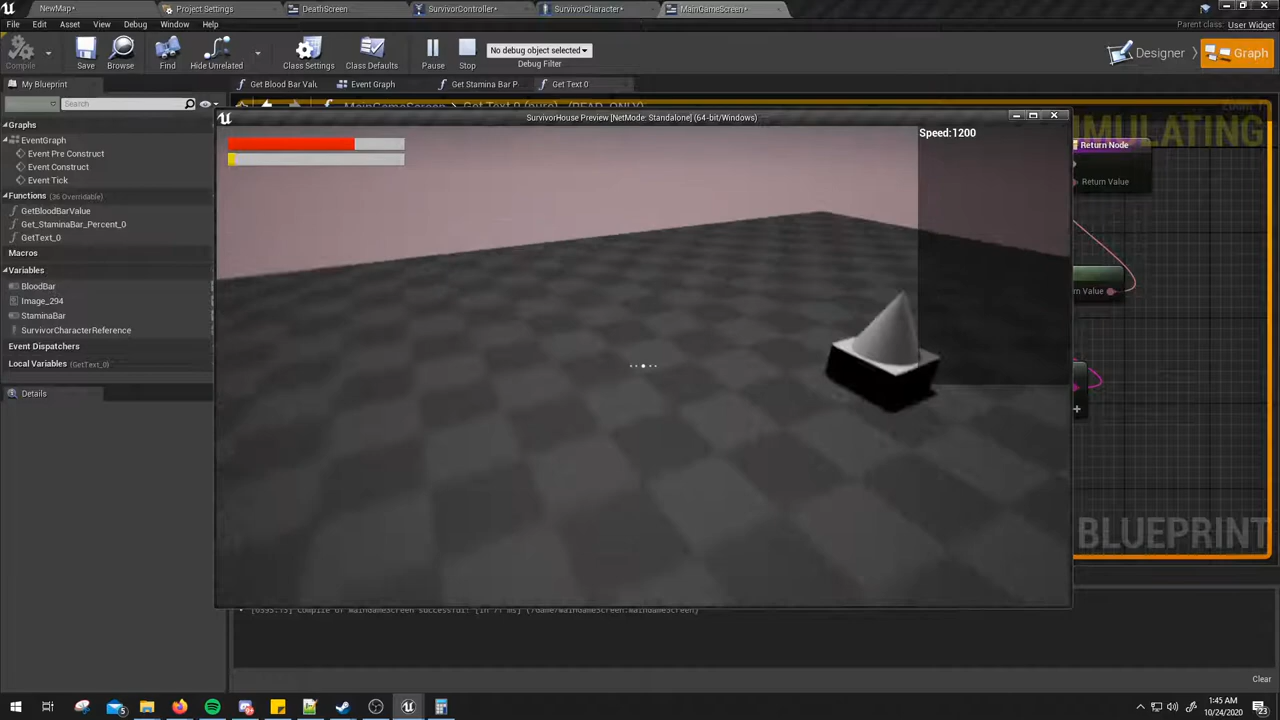 NewMap*
Project Settings
DeathScreen
SurvivorController*
SurvivorCharacter*
MainGameScreen*
File Edit Asset View Debug Window Help
Parent class: User Widget
Compile
Save
Browse
Find
Hide Unrelated
Class Settings
Class Defaults
Pause
Stop
No debug object selected
Debug Filter
Designer
Graph
My Blueprint
Get Blood Bar Valu
Event Graph
Get Stamina Bar P
Get Text 0
Search
MainGameScreen > Get Text 0 (pure) (READ_ONLY)
SurvivorHouse Preview [NetMode: Standalone] (64-bit/Windows)
Graphs
EventGraph
Event Pre Construct
Event Construct
Event Tick
Functions (36 Overridable)
GetBloodBarValue
Get_StaminaBar_Percent_0
GetText_0
Macros
Variables
BloodBar
Image_294
StaminaBar
SurvivorCharacterReference
Event Dispatchers
Local Variables (GetText_0)
Details
Speed:1200
MULATING
Return Node
Return Value
rn Value
BLUEPRINT
Clear
1:45 AM
10/24/2020